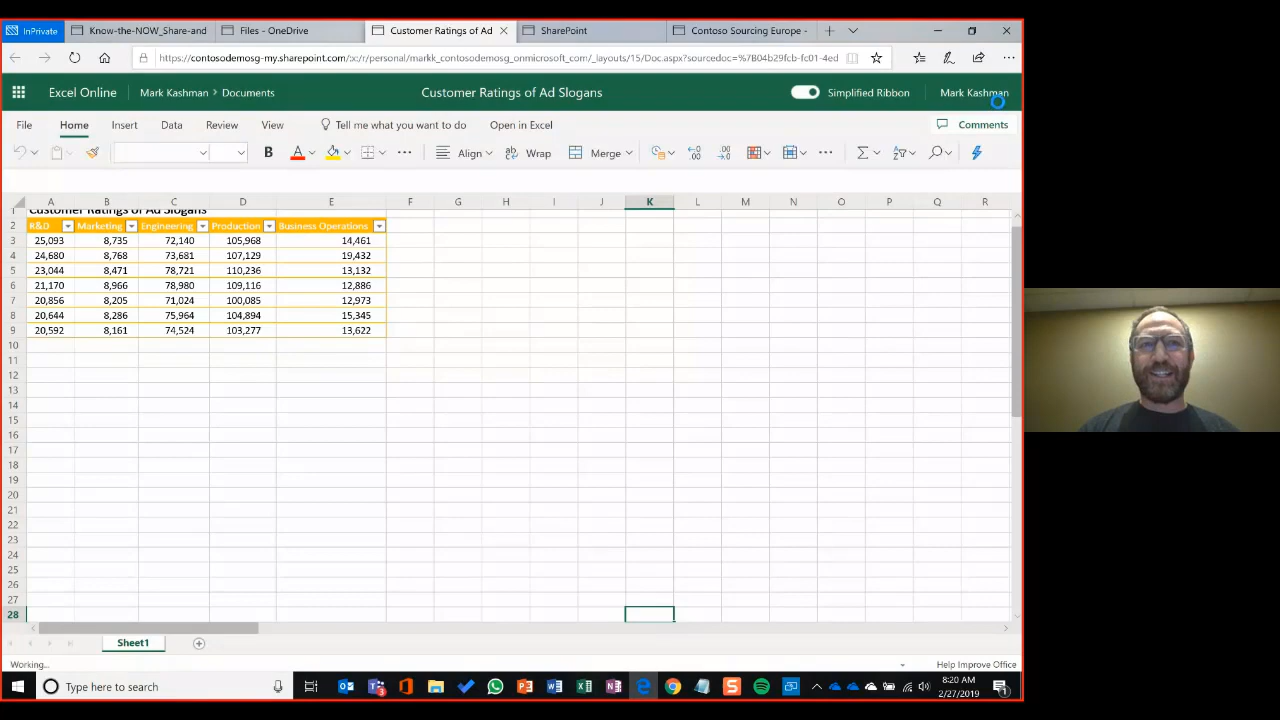 InPrivate Know-the-NOW_Share-and Files - OneDrive Customer Ratings of Ad SharePoint Contoso Sourcing Europe -
https://contosodemosg-my.sharepoint.com/:x:/r/personal/markk_contosodemosg_onmicrosoft_com/_layouts/15/Doc.aspx?sourcedoc=%7B04b29fcb-fc01-4ed
Excel Online Mark Kashman > Documents Customer Ratings of Ad Slogans Simplified Ribbon Mark Kashman
File Home Insert Data Review View Tell me what you want to do Open in Excel Comments
B A Align Wrap Merge
A B C D E F G H I J K L M N O P Q R
1 Customer Ratings of Ad Slogans
2 R&D Marketing Engineering Production Business Operations
3 25,093 8,735 72,140 105,968 14,461
4 24,680 8,768 73,681 107,129 19,432
5 23,044 8,471 78,721 110,236 13,132
6 21,170 8,966 78,980 109,116 12,886
7 20,856 8,205 71,024 100,085 12,973
8 20,644 8,286 75,964 104,894 15,345
9 20,592 8,161 74,524 103,277 13,622
10
11
12
13
14
15
16
17
18
19
20
21
22
23
24
25
26
27
28
Sheet1
Working... Help Improve Office
Type here to search 8:20 AM
2/27/2019